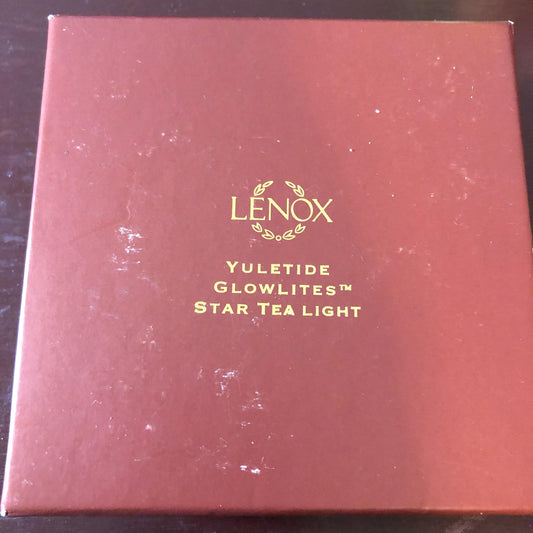 LENOX
YULETIDE
GLOWLITES™
STAR TEA LIGHT